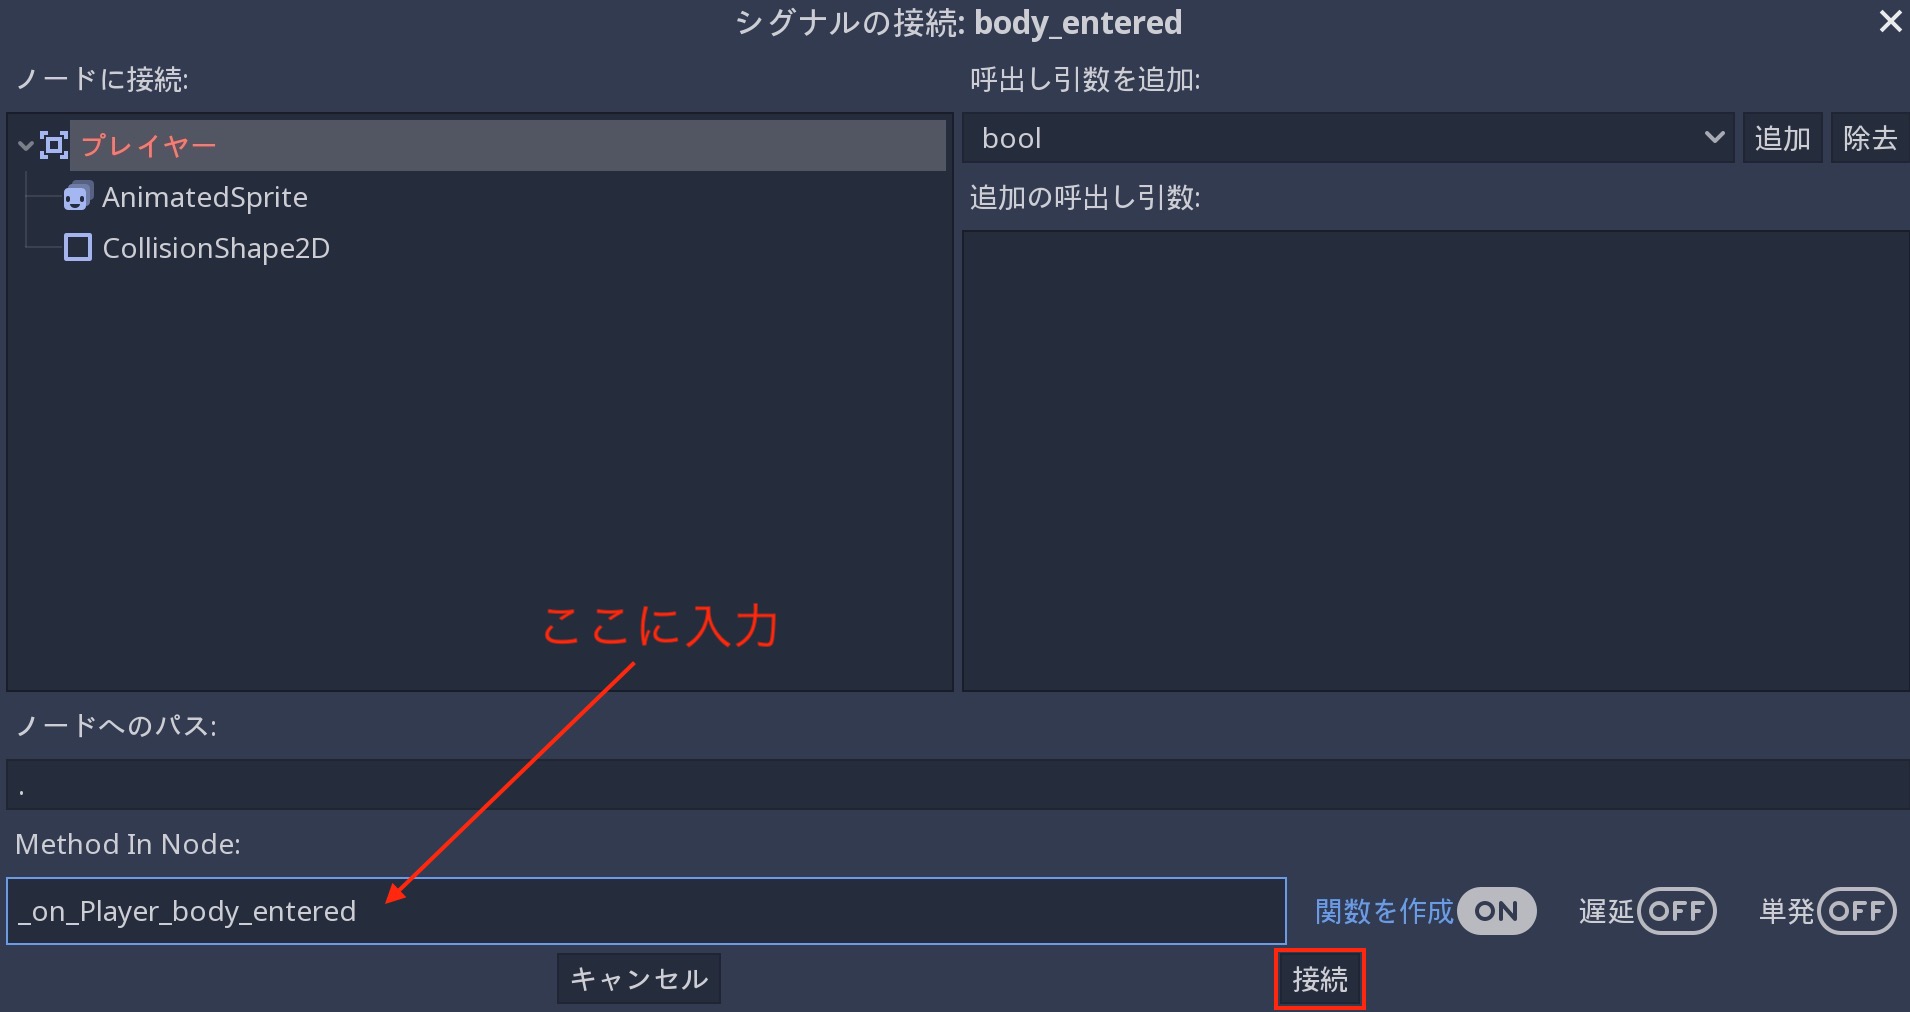 シグナルの接続: body_entered
ノードに接続:
プレイヤー
AnimatedSprite
CollisionShape2D
呼出し引数を追加:
bool
追加
除去
追加の呼出し引数:
ここに入力
ノードへのパス:
.
Method In Node:
_on_Player_body_entered
関数を作成 ON
遅延 OFF
単発 OFF
キャンセル
接続